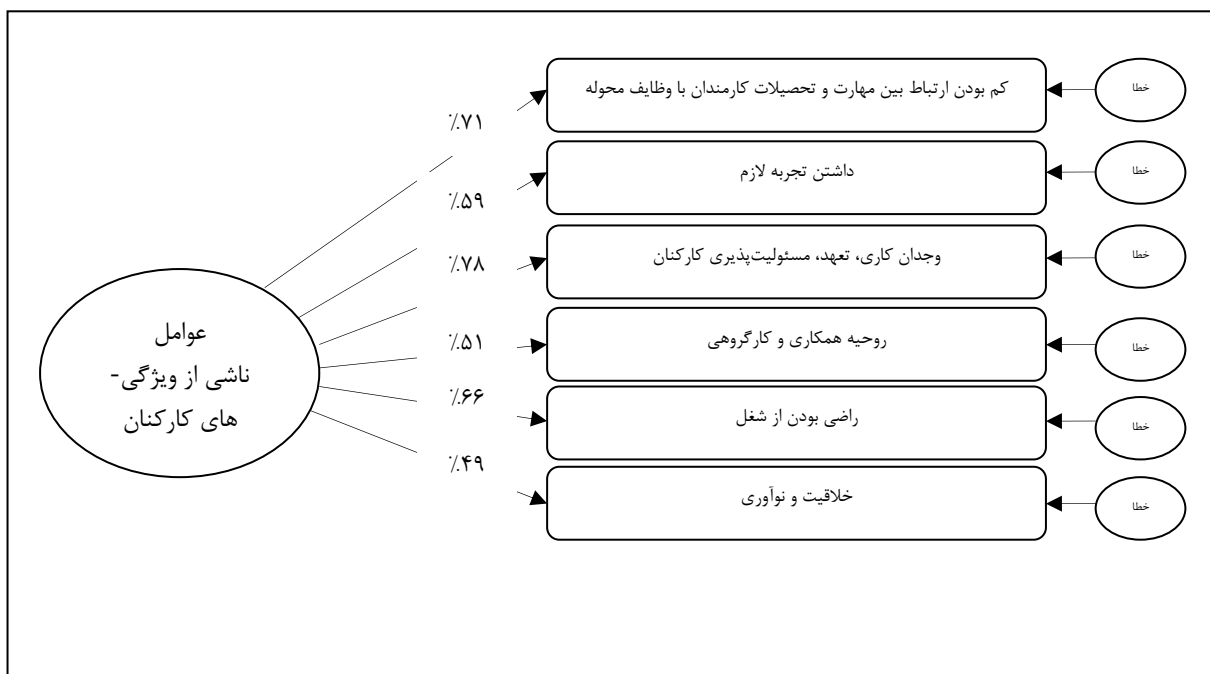 کم بودن ارتباط بین مهارت و تحصیلات کارمندان با وظایف محوله
خطا
٪.۷۱
داشتن تجربه لازم
خطا
٪.۵۹
وجدان کاری، تعهد، مسئولیت‌پذیری کارکنان
خطا
٪.۷۸
عوامل
ناشی از ویژگی-
های کارکنان
روحیه همکاری و کارگروهی
خطا
٪.۵۱
راضی بودن از شغل
خطا
٪.۶۶
خلاقیت و نوآوری
خطا
٪.۴۹